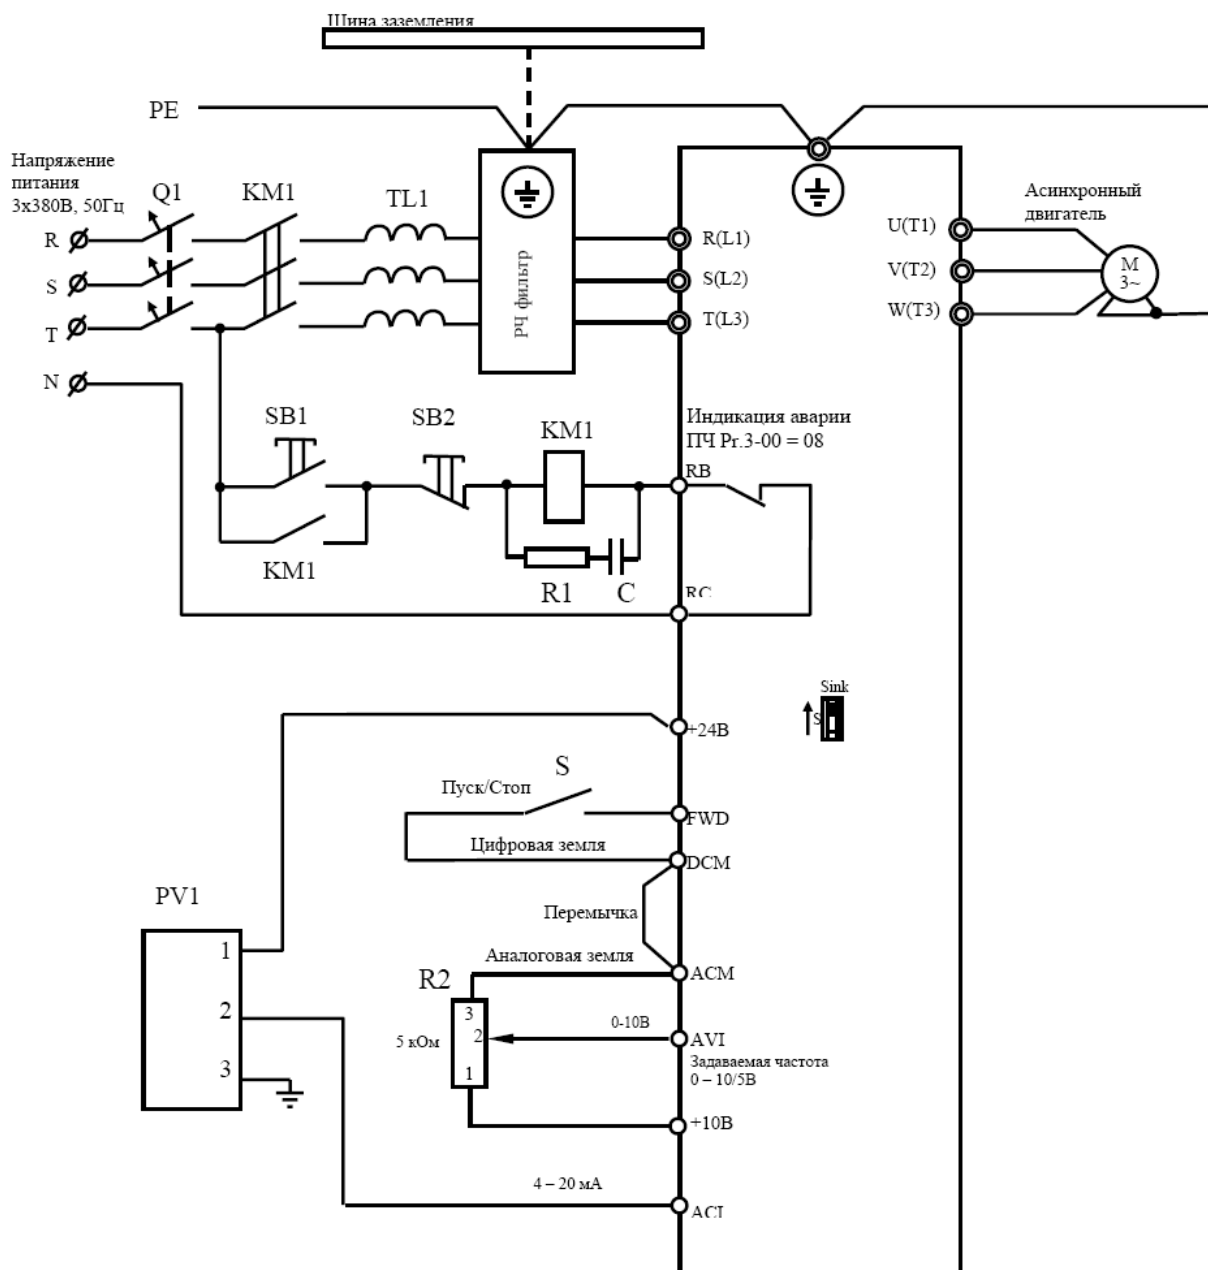 Шина заземления
PE
Напряжение
питания
3x380В, 50Гц
Q1
KM1
TL1
R
S
T
N
РЧ фильтр
R(L1)
S(L2)
T(L3)
U(T1)
V(T2)
W(T3)
Асинхронный
двигатель
M
3~
SB1
SB2
KM1
KM1
R1
C
Индикация аварии
ПЧ Pr.3-00 = 08
RB
RC
Sink
S
+24В
S
Пуск/Стоп
FWD
Цифровая земля
DCM
Перемычка
Аналоговая земля
ACM
PV1
1
2
3
R2
5 кОм
3
2
1
0-10В
AVI
Задаваемая частота
0 – 10/5В
+10В
4 – 20 мА
ACI